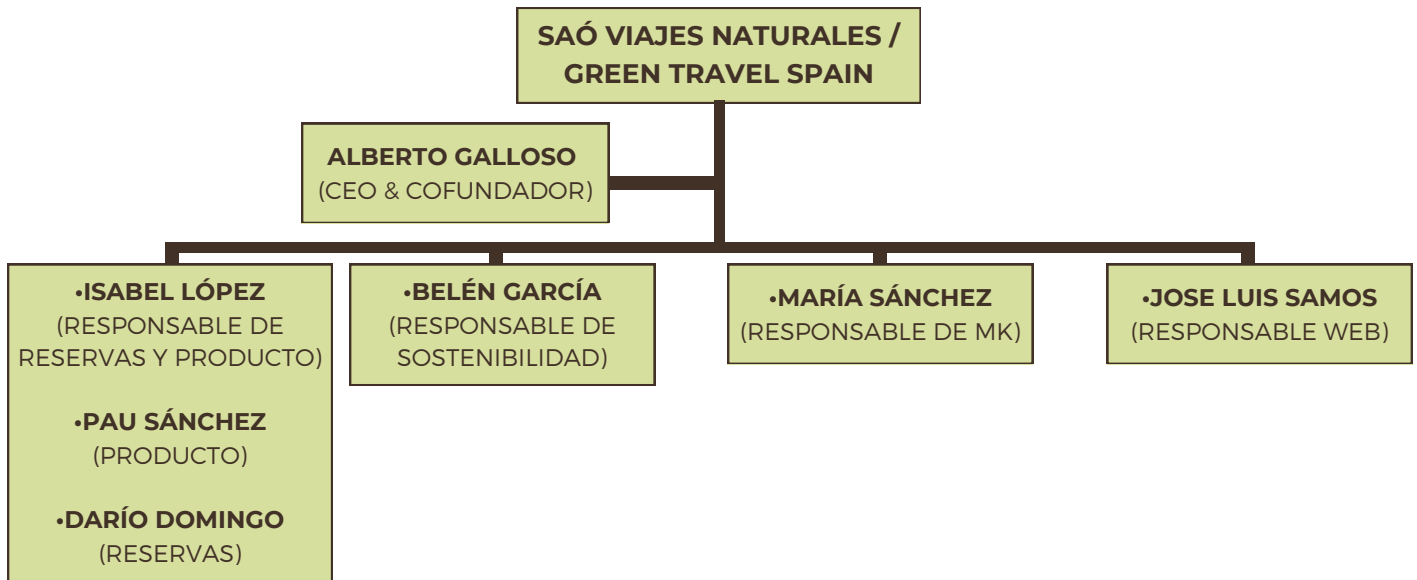 SAÓ VIAJES NATURALES /
GREEN TRAVEL SPAIN
ALBERTO GALLOSO
(CEO & COFUNDADOR)
•ISABEL LÓPEZ
(RESPONSABLE DE
RESERVAS Y PRODUCTO)
•PAU SÁNCHEZ
(PRODUCTO)
•DARÍO DOMINGO
(RESERVAS)
•BELÉN GARCÍA
(RESPONSABLE DE
SOSTENIBILIDAD)
•MARÍA SÁNCHEZ
(RESPONSABLE DE MK)
•JOSE LUIS SAMOS
(RESPONSABLE WEB)